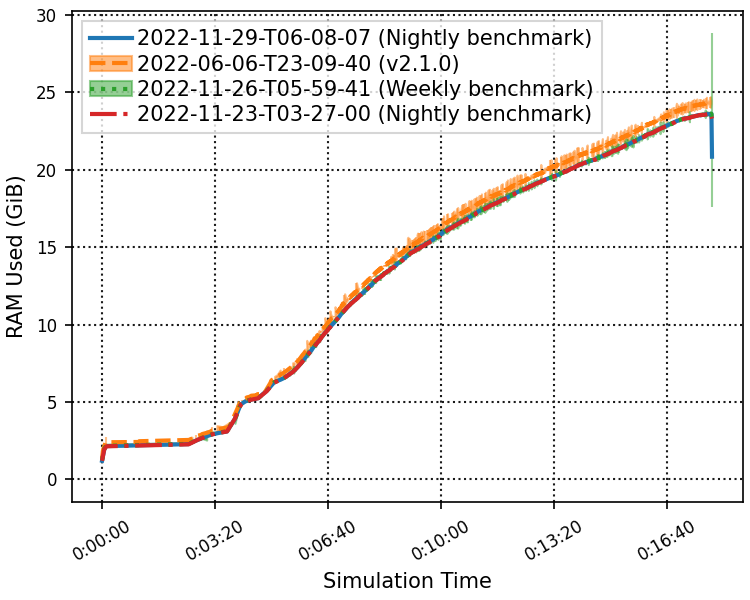 2022-11-29-T06-08-07 (Nightly benchmark)
2022-06-06-T23-09-40 (v2.1.0)
2022-11-26-T05-59-41 (Weekly benchmark)
2022-11-23-T03-27-00 (Nightly benchmark)
RAM Used (GiB)
30
25
20
15
10
5
0
0:00:00
0:03:20
0:06:40
0:10:00
0:13:20
0:16:40
Simulation Time